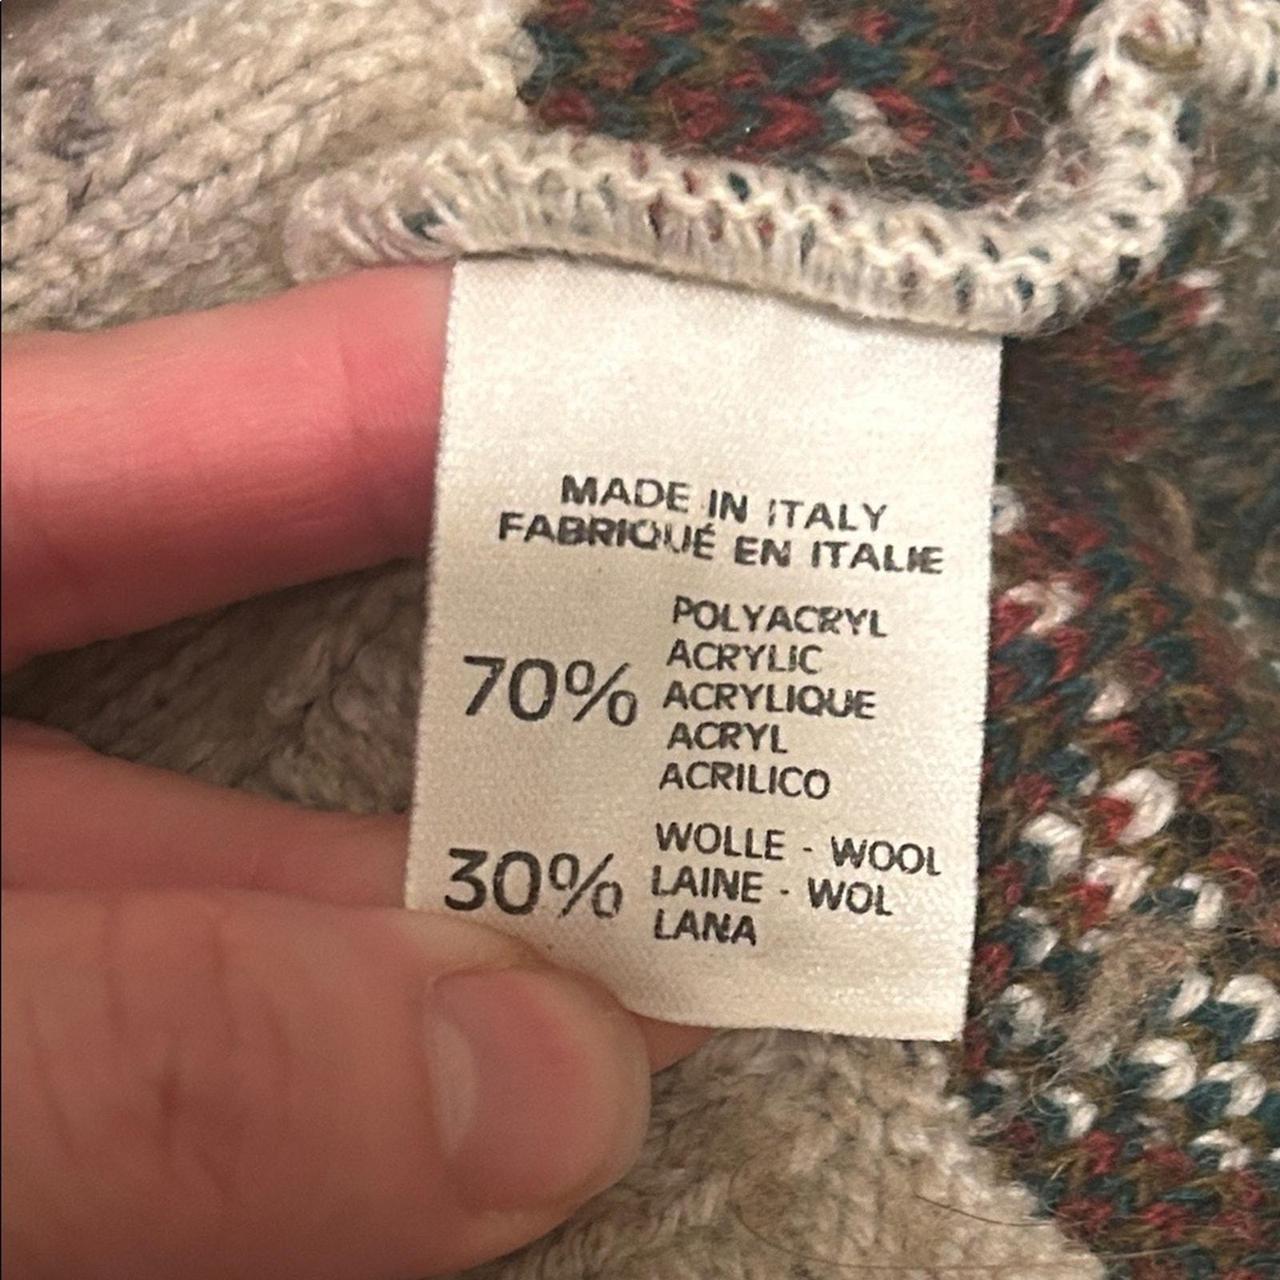 MADE IN ITALY
FABRIQUÉ EN ITALIE
POLYACRYL
ACRYLIC
70% ACRYLIQUE
ACRYL
ACRILICO
WOLLE - WOOL
30% LAINE - WOL
LANA